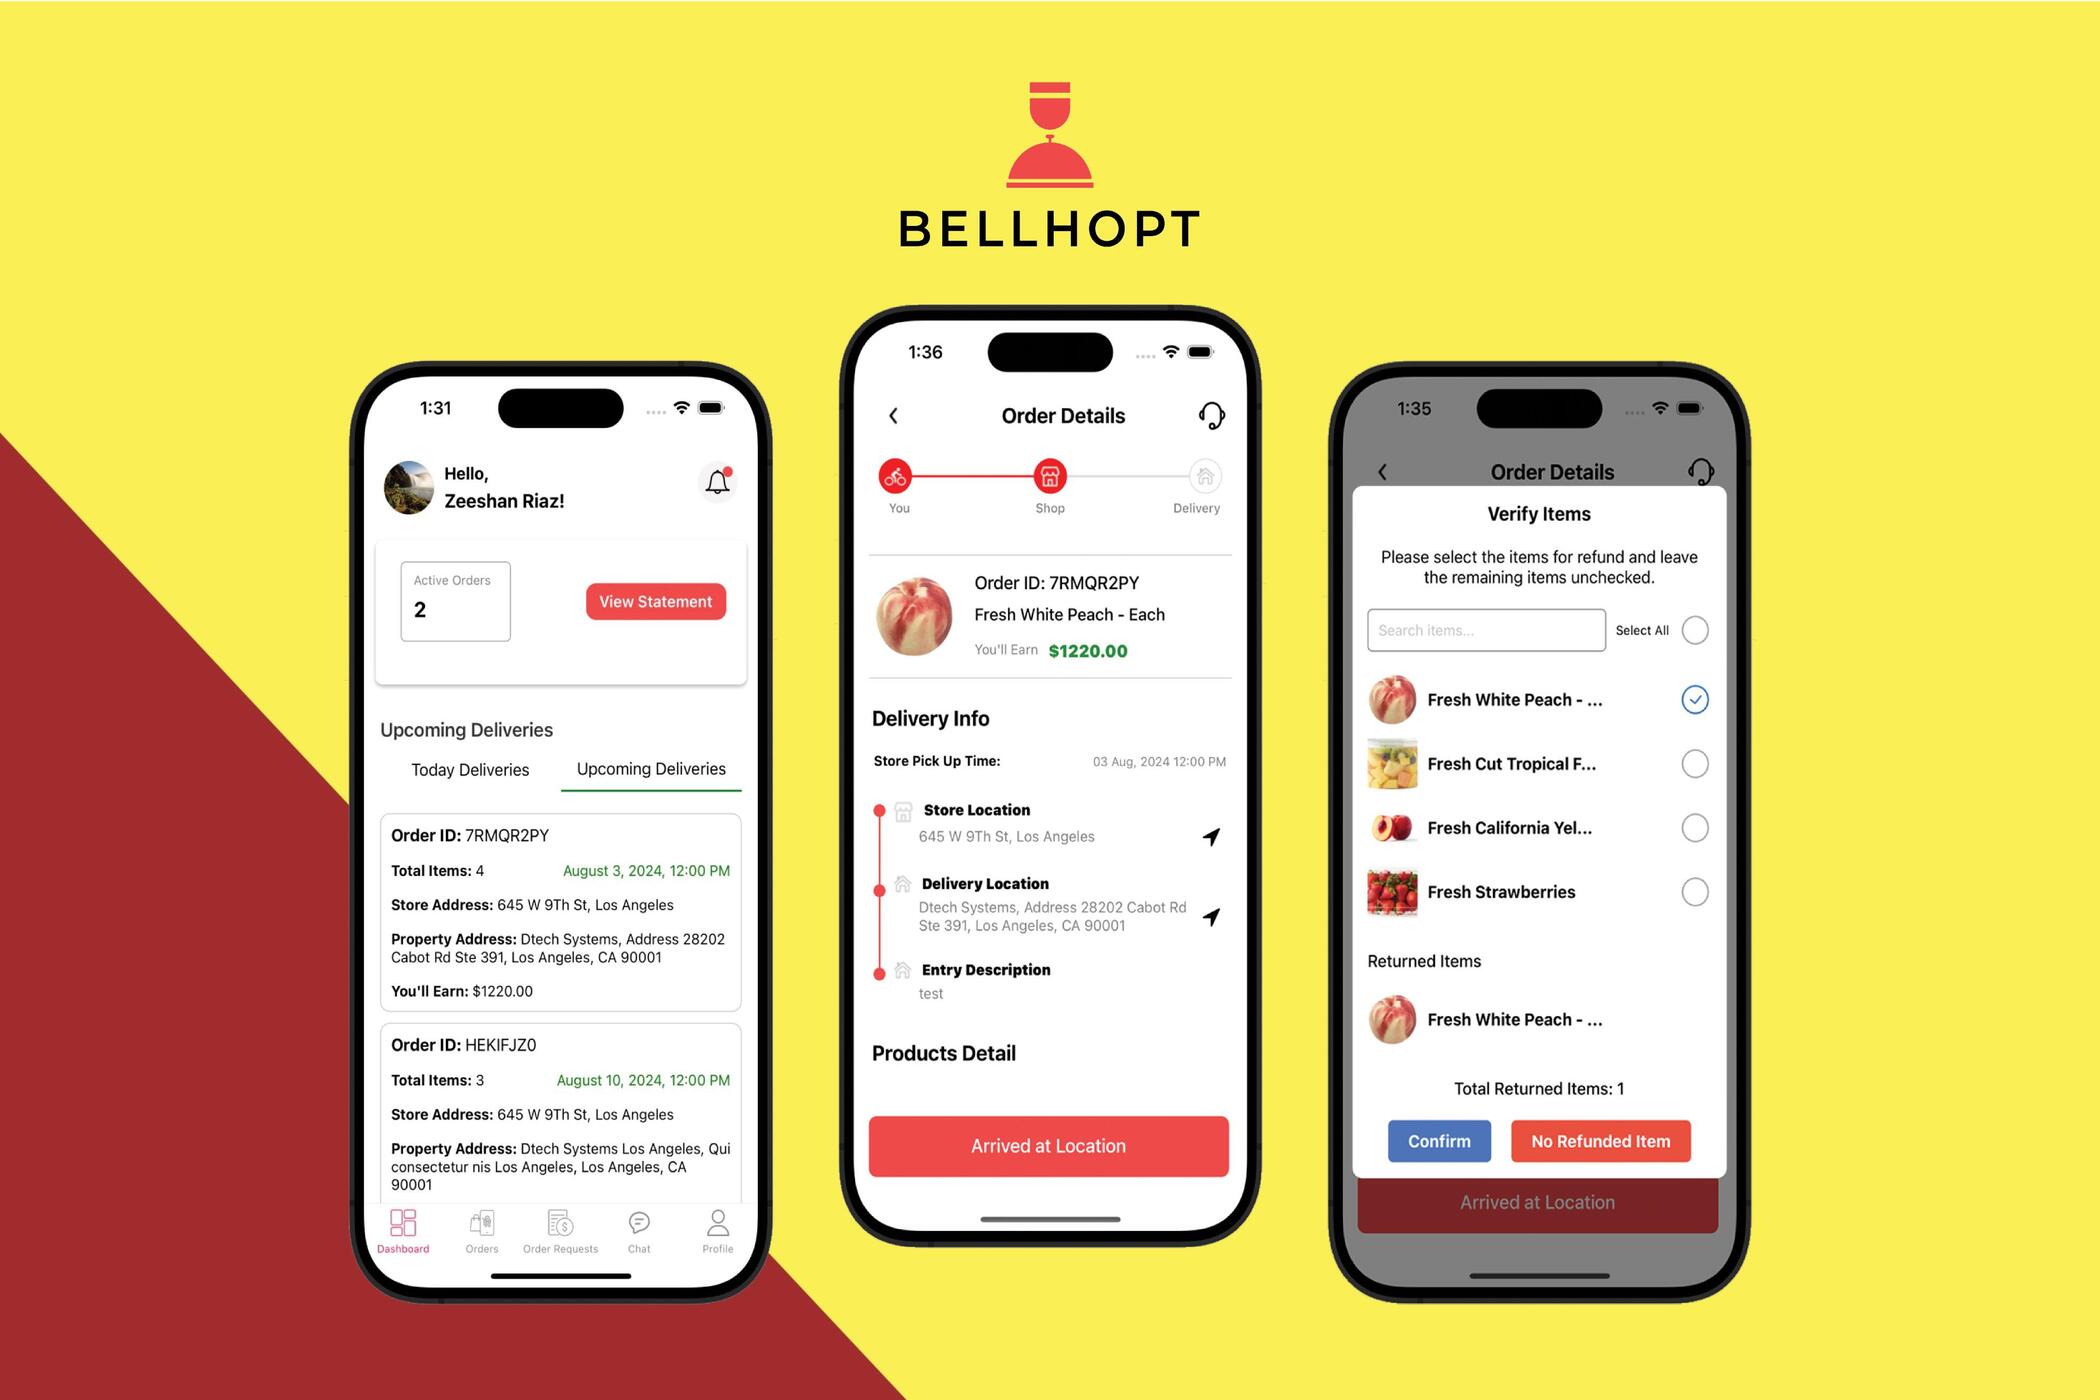 BELLHOPT
1:31
Hello,
Zeeshan Riaz!
Active Orders
2
View Statement
Upcoming Deliveries
Today Deliveries
Upcoming Deliveries
Order ID: 7RMQR2PY
Total Items: 4
August 3, 2024, 12:00 PM
Store Address: 645 W 9Th St, Los Angeles
Property Address: Dtech Systems, Address 28202
Cabot Rd Ste 391, Los Angeles, CA 90001
You'll Earn: $1220.00
Order ID: HEKIFJZ0
Total Items: 3
August 10, 2024, 12:00 PM
Store Address: 645 W 9Th St, Los Angeles
Property Address: Dtech Systems Los Angeles, Qui
consectetur nis Los Angeles, Los Angeles, CA
90001
Dashboard
Orders
Order Requests
Chat
Profile
1:36
Order Details
You
Shop
Delivery
Order ID: 7RMQR2PY
Fresh White Peach - Each
You'll Earn $1220.00
Delivery Info
Store Pick Up Time:
03 Aug, 2024 12:00 PM
Store Location
645 W 9Th St, Los Angeles
Delivery Location
Dtech Systems, Address 28202 Cabot Rd
Ste 391, Los Angeles, CA 90001
Entry Description
test
Products Detail
Arrived at Location
1:35
Order Details
Verify Items
Please select the items for refund and leave
the remaining items unchecked.
Search items...
Select All
Fresh White Peach - ...
Fresh Cut Tropical F...
Fresh California Yel...
Fresh Strawberries
Returned Items
Fresh White Peach - ...
Total Returned Items: 1
Confirm
No Refunded Item
Arrived at Location